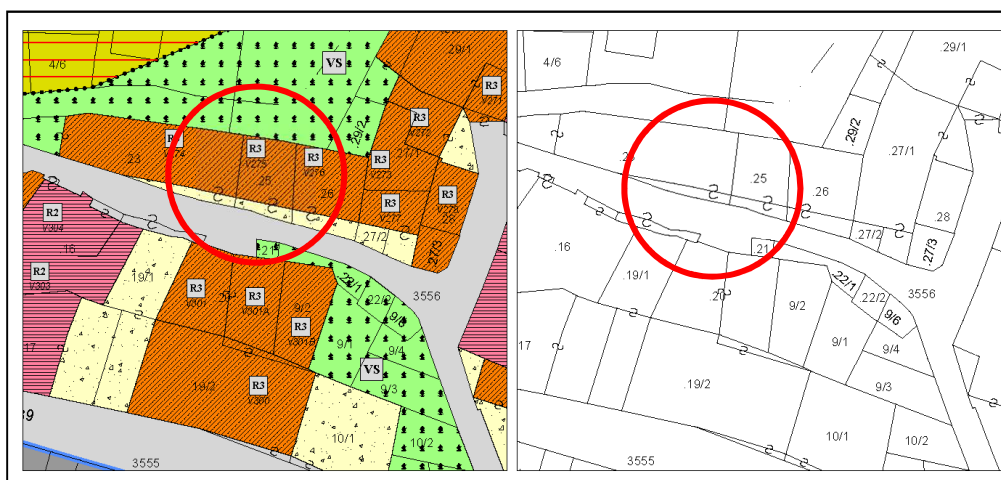 29/1
4/6
VS
R3
V271
R3
V272
29/2
.21/1
R3
V274
.23
R3
V275
R3
V276
R3
V273
.25
.26
R3
V277
R3
.28
R2
V304
.16
.27/2
27/3
.21
R2
V303
19/1
R3
V301
.20
R3
V301A
9/2
R3
V301B
22/1
22/2
9/6
3556
9/1
9/4
VS
9/3
17
.19/2
R3
V300
10/1
10/2
3555
.29/1
4/6
.29/2
.27/1
.25
.26
.28
.16
.21
.27/2
.27/3
19/1
.20
9/2
22/1
.22/2
9/6
3556
9/1
9/4
9/3
17
.19/2
10/1
10/2
3555